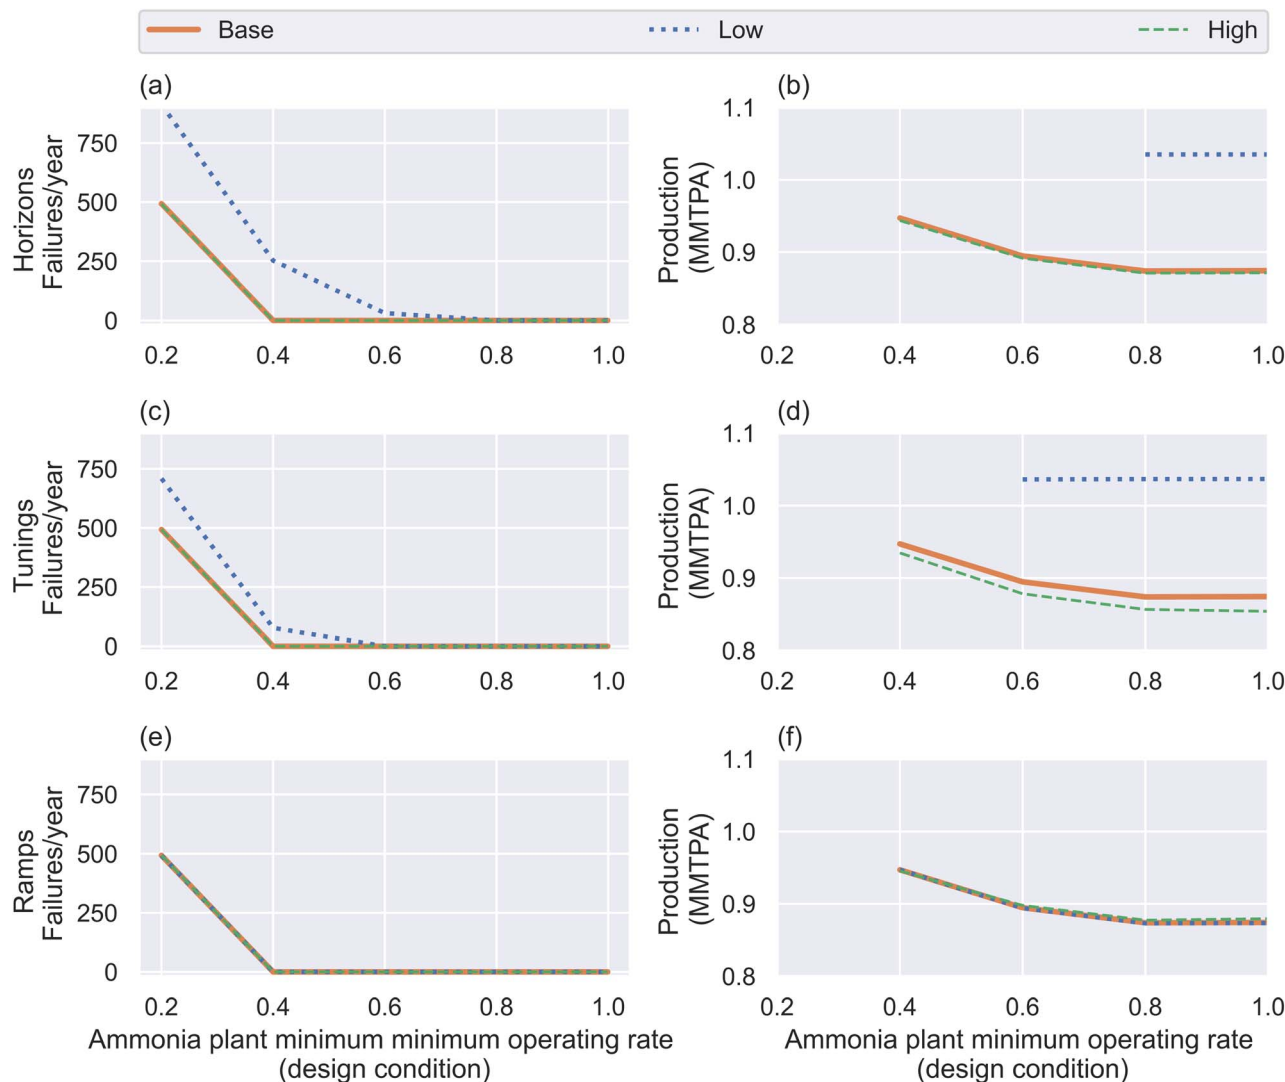 Base Low High
(a)
Horizons
Failures/year
750
500
250
0
0.2 0.4 0.6 0.8 1.0
(b)
Production
(MMTPA)
1.1
1.0
0.9
0.8
0.2 0.4 0.6 0.8 1.0
(c)
Tunings
Failures/year
750
500
250
0
0.2 0.4 0.6 0.8 1.0
(d)
Production
(MMTPA)
1.1
1.0
0.9
0.8
0.2 0.4 0.6 0.8 1.0
(e)
Ramps
Failures/year
750
500
250
0
0.2 0.4 0.6 0.8 1.0
Ammonia plant minimum minimum operating rate
(design condition)
(f)
Production
(MMTPA)
1.1
1.0
0.9
0.8
0.2 0.4 0.6 0.8 1.0
Ammonia plant minimum operating rate
(design condition)